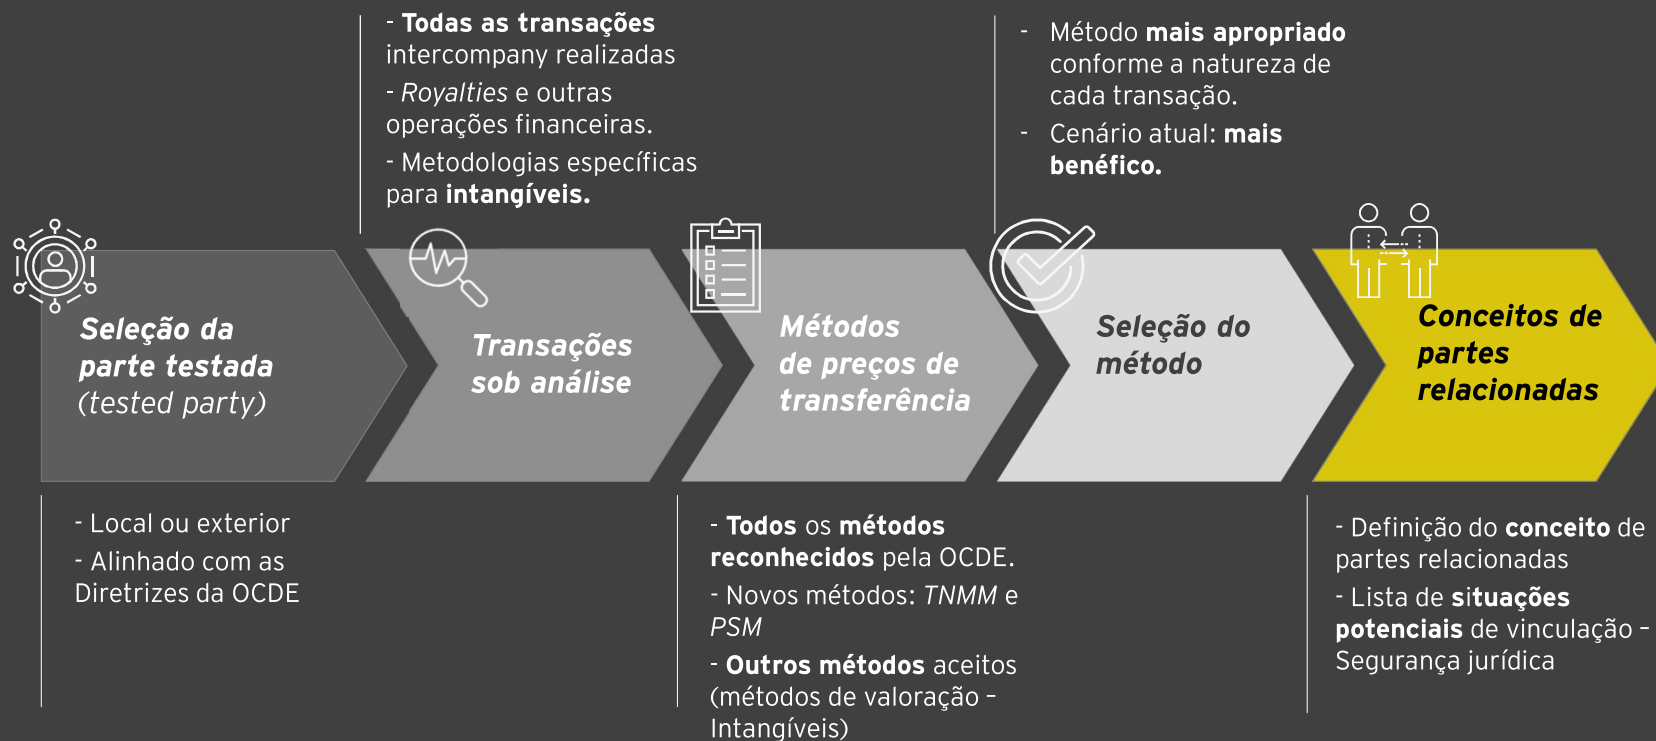 - Todas as transações
intercompany realizadas
- Royalties e outras
operações financeiras.
- Metodologias específicas
para intangíveis.
- Método mais apropriado
conforme a natureza de
cada transação.
- Cenário atual: mais
benéfico.
Seleção da
parte testada
(tested party)
Transações
sob análise
Métodos
de preços de
transferência
Seleção do
método
Conceitos de
partes
relacionadas
- Local ou exterior
- Alinhado com as
Diretrizes da OCDE
- Todos os métodos
reconhecidos pela OCDE.
- Novos métodos: TNMM e
PSM
- Outros métodos aceitos
(métodos de valoração –
Intangíveis)
- Definição do conceito de
partes relacionadas
- Lista de situações
potenciais de vinculação –
Segurança jurídica